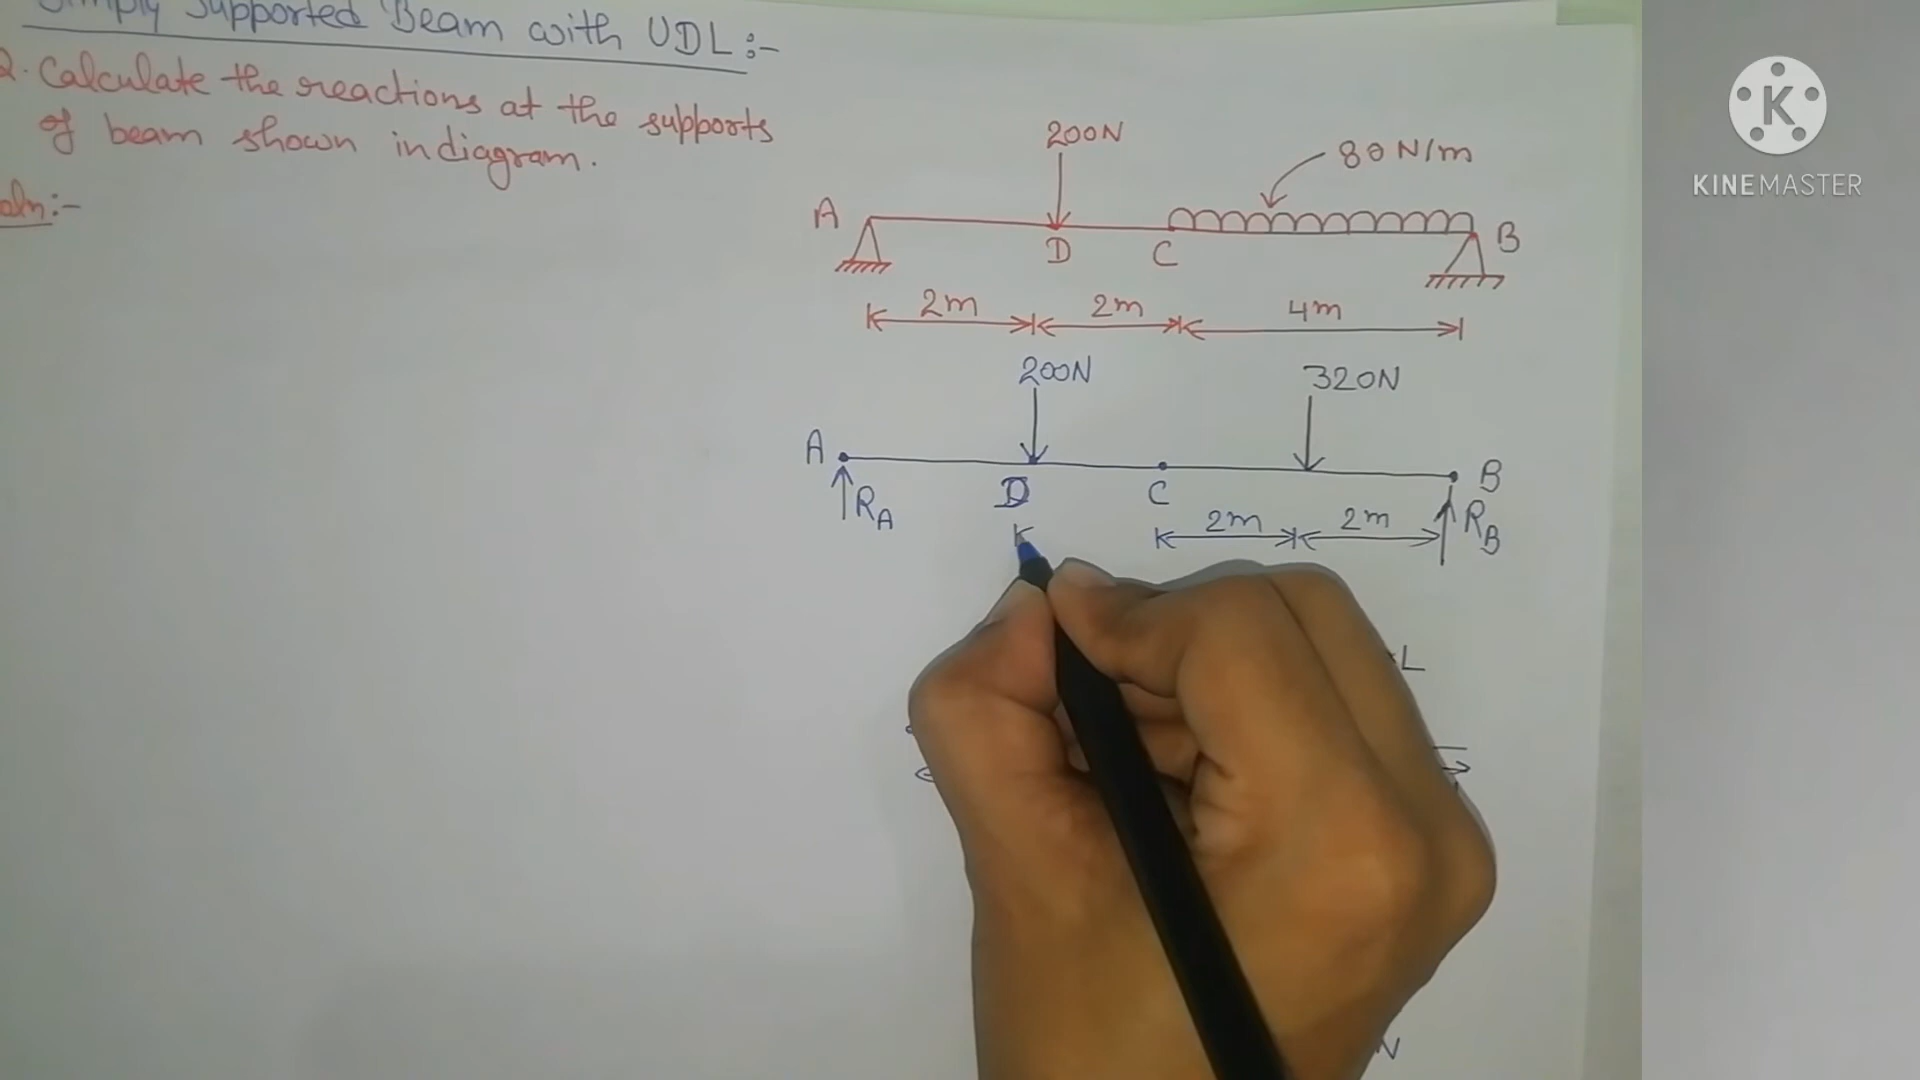 Simply Supported Beam with UDL:-
Q. Calculate the reactions at the supports
of beam shown in diagram.
Soln:-
200N
80 N/m
A
D
C
B
2m
2m
4m
200N
320N
A
B
RA
D
C
RB
2m
2m
L
N
K
KINEMASTER